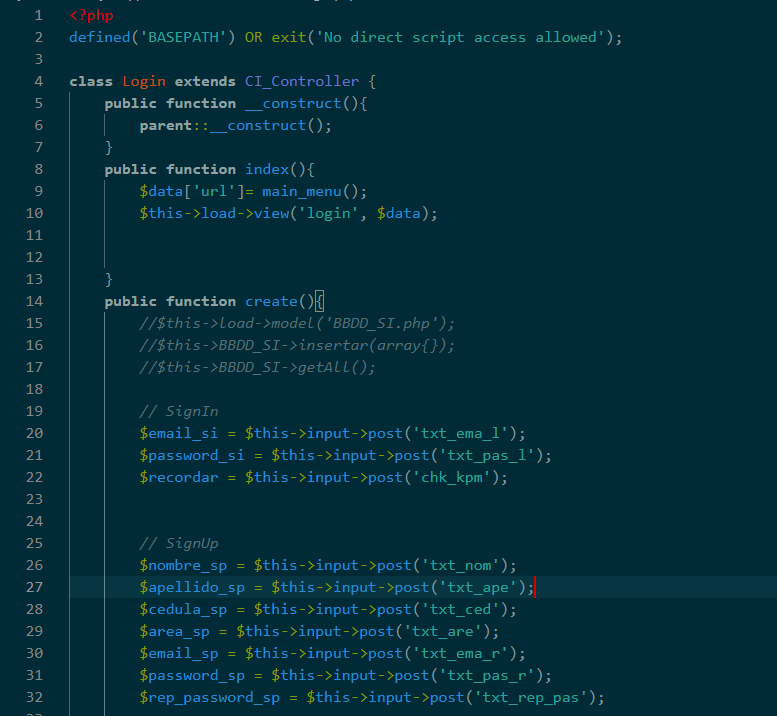 1 <?php
2 defined('BASEPATH') OR exit('No direct script access allowed');
3
4 class Login extends CI_Controller {
5 public function __construct(){
6 parent::__construct();
7 }
8 public function index(){
9 $data['url']= main_menu();
10 $this->load->view('login', $data);
11
12
13 }
14 public function create(){
15 //$this->load->model('BBDD_SI.php');
16 //$this->BBDD_SI->insertar(array{});
17 //$this->BBDD_SI->getAll();
18
19 // SignIn
20 $email_si = $this->input->post('txt_ema_l');
21 $password_si = $this->input->post('txt_pas_l');
22 $recordar = $this->input->post('chk_kpm');
23
24
25 // SignUp
26 $nombre_sp = $this->input->post('txt_nom');
27 $apellido_sp = $this->input->post('txt_ape');
28 $cedula_sp = $this->input->post('txt_ced');
29 $area_sp = $this->input->post('txt_are');
30 $email_sp = $this->input->post('txt_ema_r');
31 $password_sp = $this->input->post('txt_pas_r');
32 $rep_password_sp = $this->input->post('txt_rep_pas');